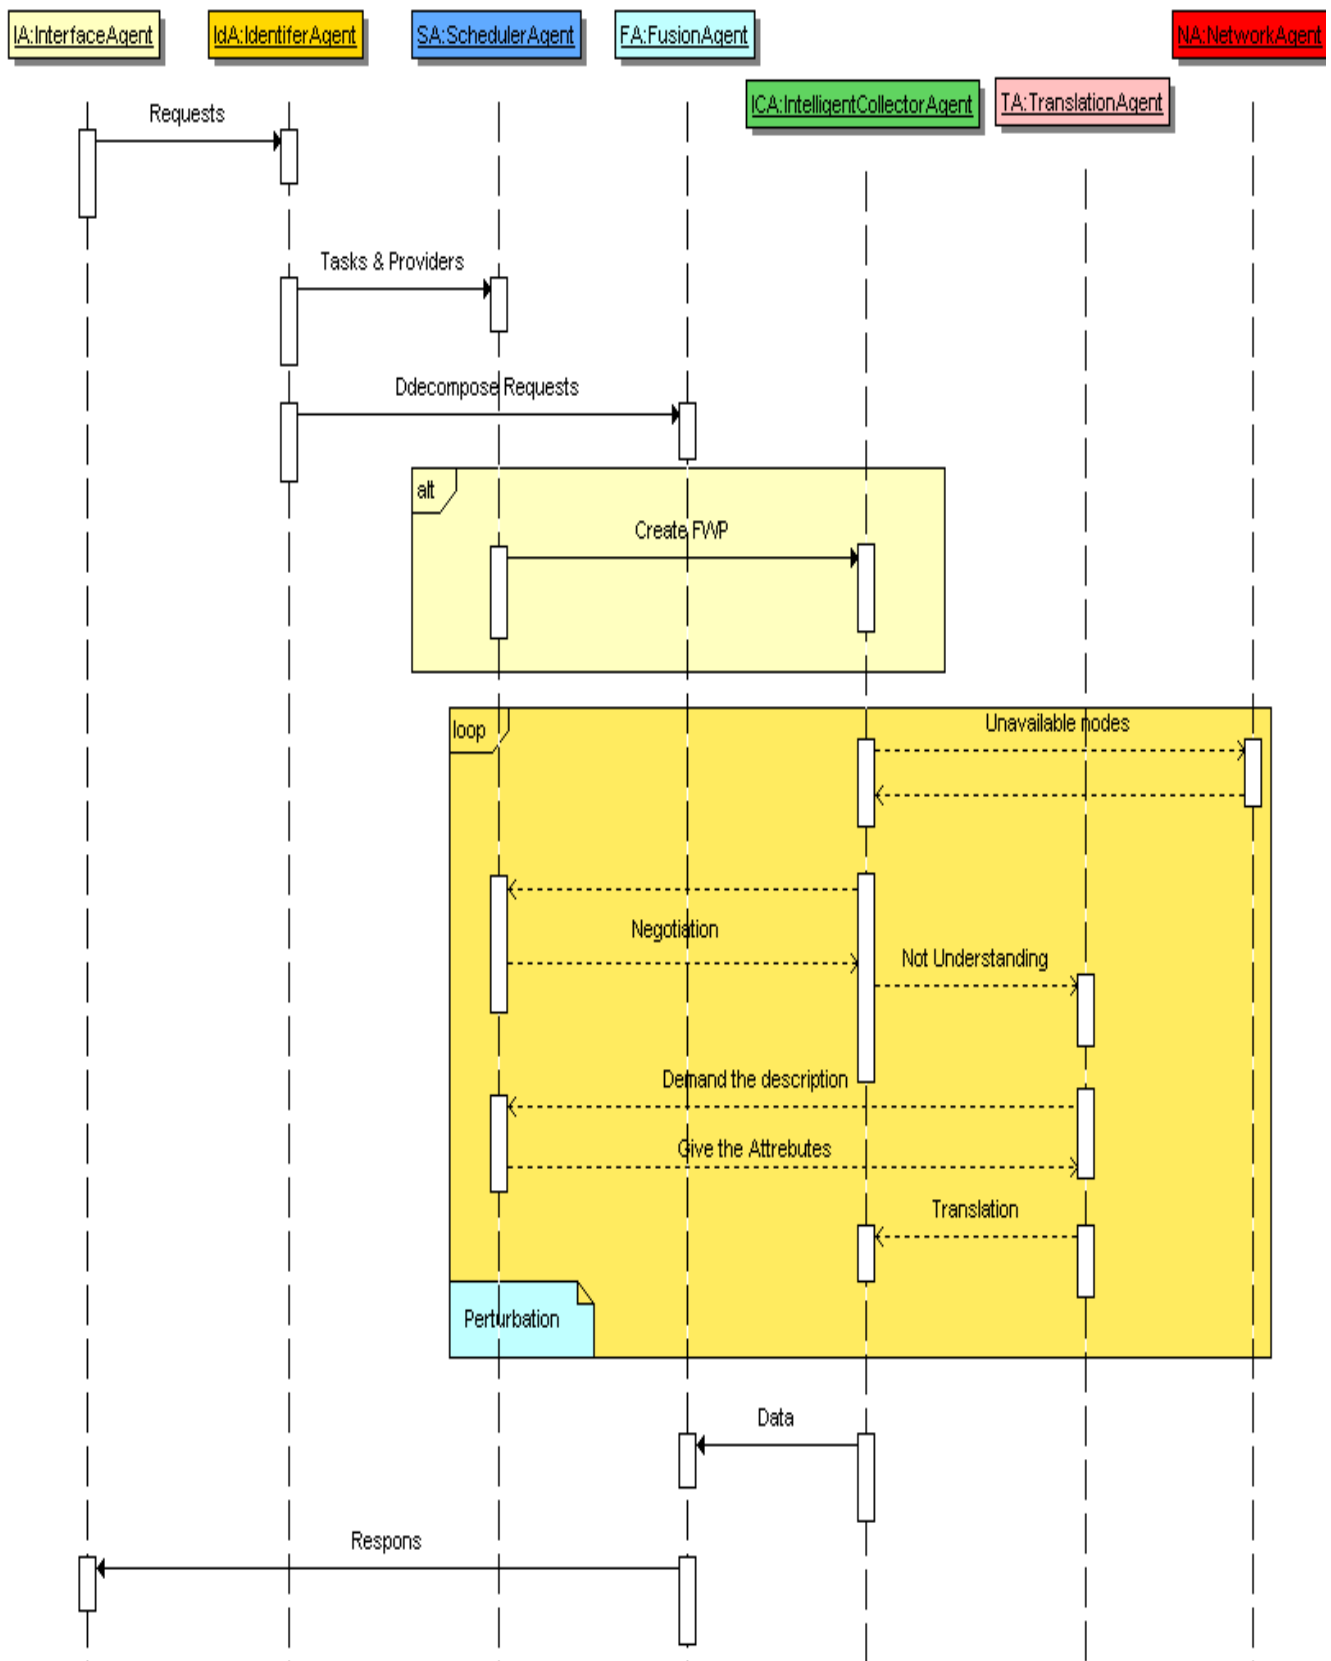 IA:InterfaceAgent
IdA:IdentiferAgent
SA:SchedulerAgent
FA:FusionAgent
NA:NetworkAgent
ICA:IntelligentCollectorAgent
TA:TranslationAgent
Requests
Tasks & Providers
Ddecompose Requests
alt
Create FWP
loop
Unavailable nodes
Negotiation
Not Understanding
Demand the description
Give the Attrebutes
Translation
Perturbation
Data
Respons